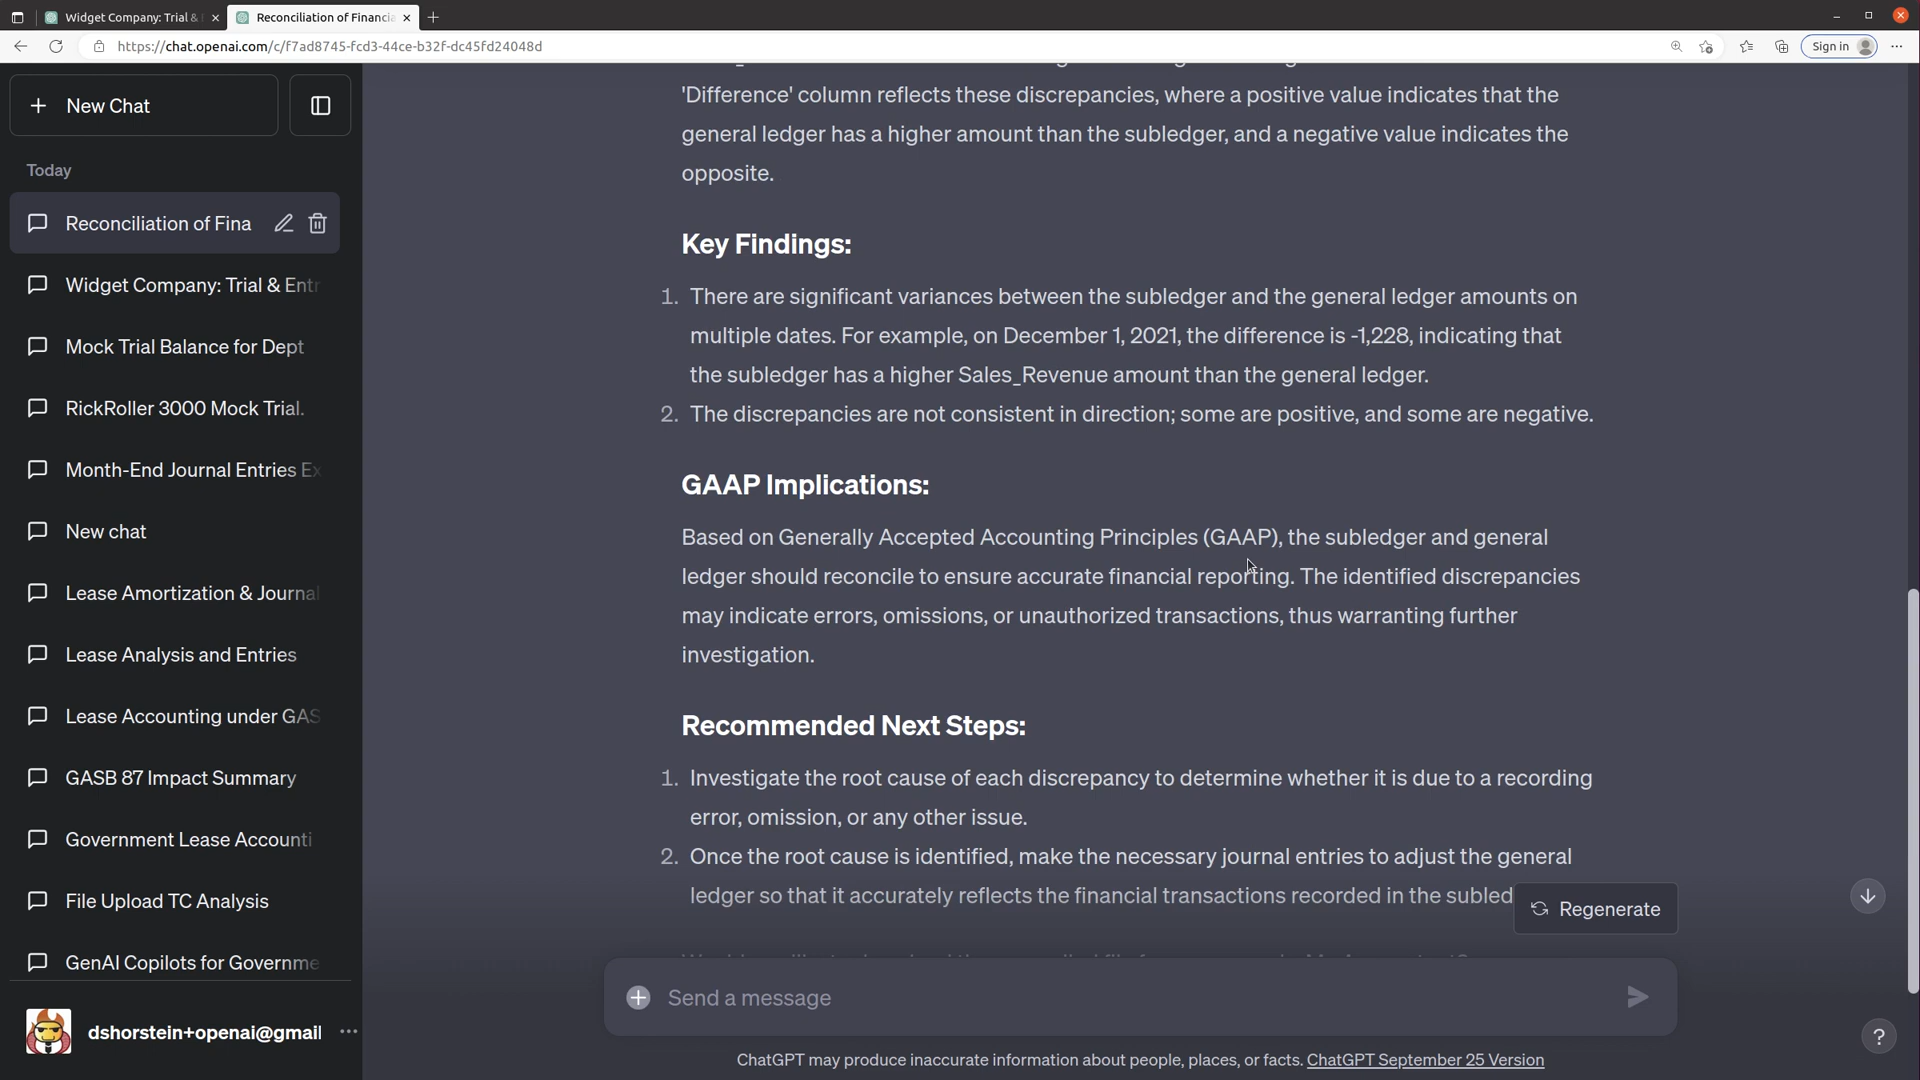 Widget Company: Trial &
Reconciliation of Financia
https://chat.openai.com/c/f7ad8745-fcd3-44ce-b32f-dc45fd24048d
Sign in
New Chat
Today
Reconciliation of Fina
Widget Company: Trial & Entr
Mock Trial Balance for Dept
RickRoller 3000 Mock Trial.
Month-End Journal Entries Ex
New chat
Lease Amortization & Journal
Lease Analysis and Entries
Lease Accounting under GAS
GASB 87 Impact Summary
Government Lease Accounti
File Upload TC Analysis
GenAI Copilots for Governme
dshorstein+openai@gmail
'Difference' column reflects these discrepancies, where a positive value indicates that the
general ledger has a higher amount than the subledger, and a negative value indicates the
opposite.
Key Findings:
1. There are significant variances between the subledger and the general ledger amounts on
multiple dates. For example, on December 1, 2021, the difference is -1,228, indicating that
the subledger has a higher Sales_Revenue amount than the general ledger.
2. The discrepancies are not consistent in direction; some are positive, and some are negative.
GAAP Implications:
Based on Generally Accepted Accounting Principles (GAAP), the subledger and general
ledger should reconcile to ensure accurate financial reporting. The identified discrepancies
may indicate errors, omissions, or unauthorized transactions, thus warranting further
investigation.
Recommended Next Steps:
1. Investigate the root cause of each discrepancy to determine whether it is due to a recording
error, omission, or any other issue.
2. Once the root cause is identified, make the necessary journal entries to adjust the general
ledger so that it accurately reflects the financial transactions recorded in the subled
Regenerate
Send a message
ChatGPT may produce inaccurate information about people, places, or facts. ChatGPT September 25 Version
?